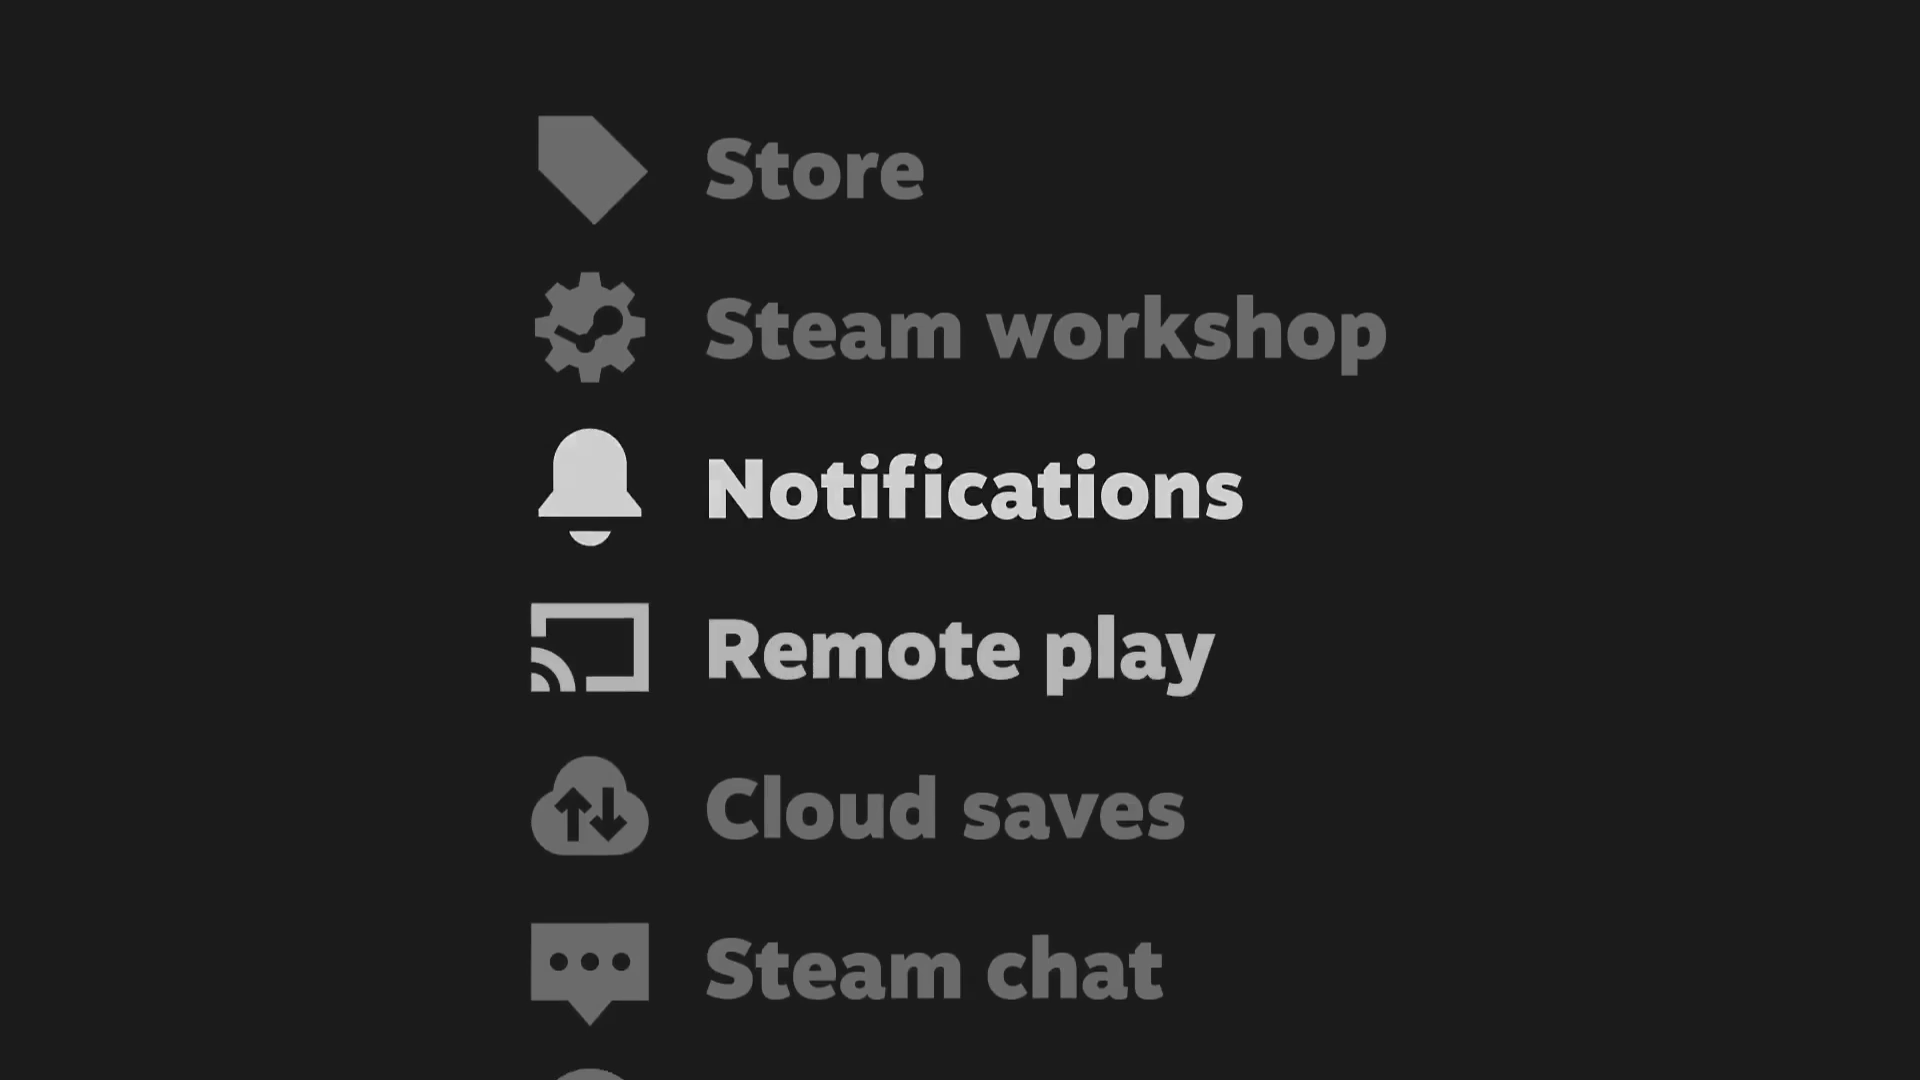 Store
Steam workshop
Notifications
Remote play
Cloud saves
Steam chat